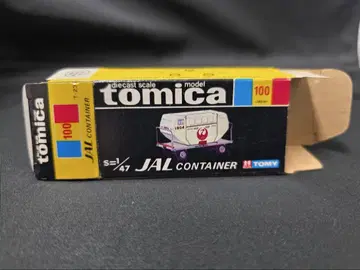 diecast scale model
tomica
100
S=1/47 JAL CONTAINER
TOMY
tomica
100
JAL CONTAINER